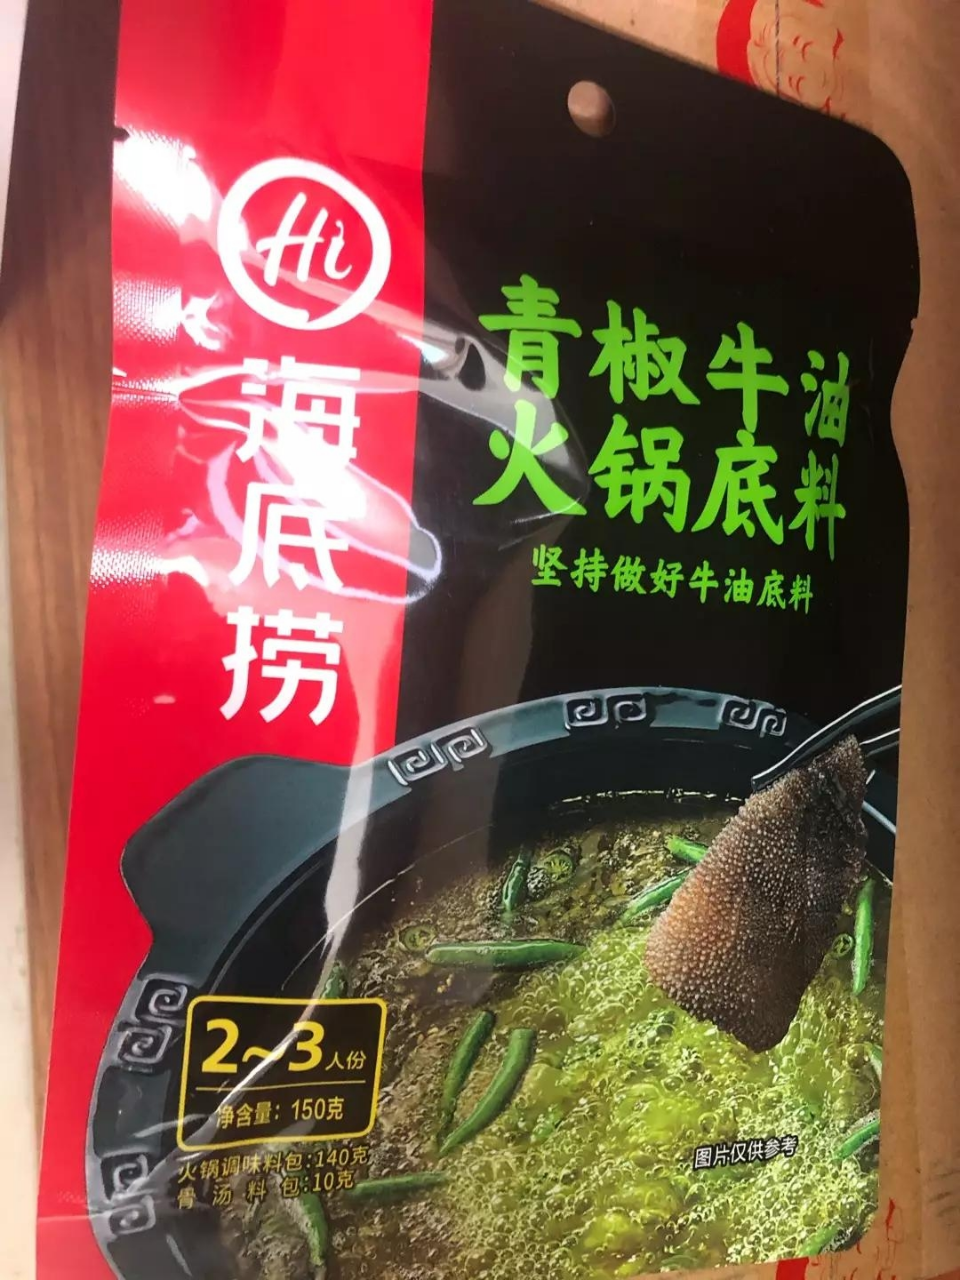 Hi
海底捞
青椒牛油
火锅底料
坚持做好牛油底料
2~3人份
净含量：150克
火锅调味料包:140克
骨汤料包:10克
图片仅供参考